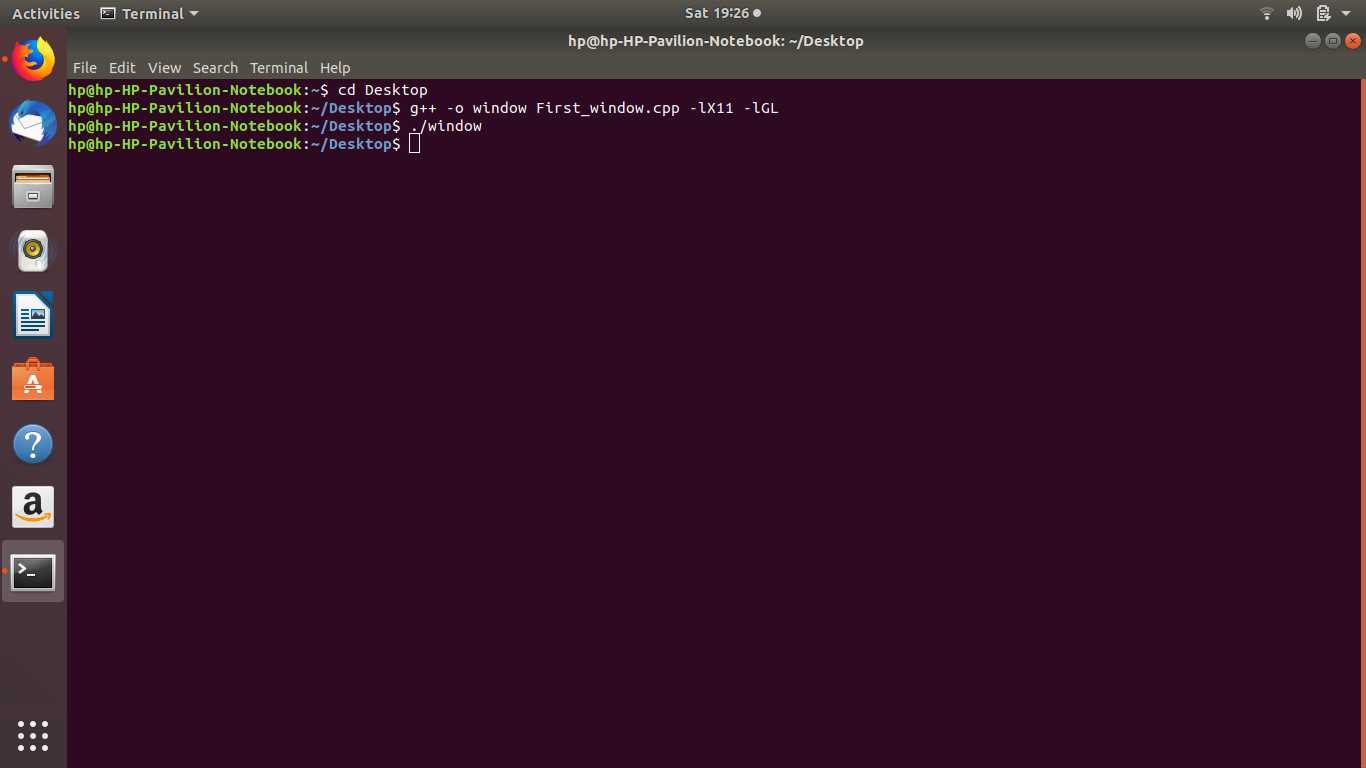 Activities Terminal Sat 19:26
hp@hp-HP-Pavilion-Notebook: ~/Desktop
File Edit View Search Terminal Help
hp@hp-HP-Pavilion-Notebook:~$ cd Desktop
hp@hp-HP-Pavilion-Notebook:~/Desktop$ g++ -o window First_window.cpp -lX11 -lGL
hp@hp-HP-Pavilion-Notebook:~/Desktop$ ./window
hp@hp-HP-Pavilion-Notebook:~/Desktop$